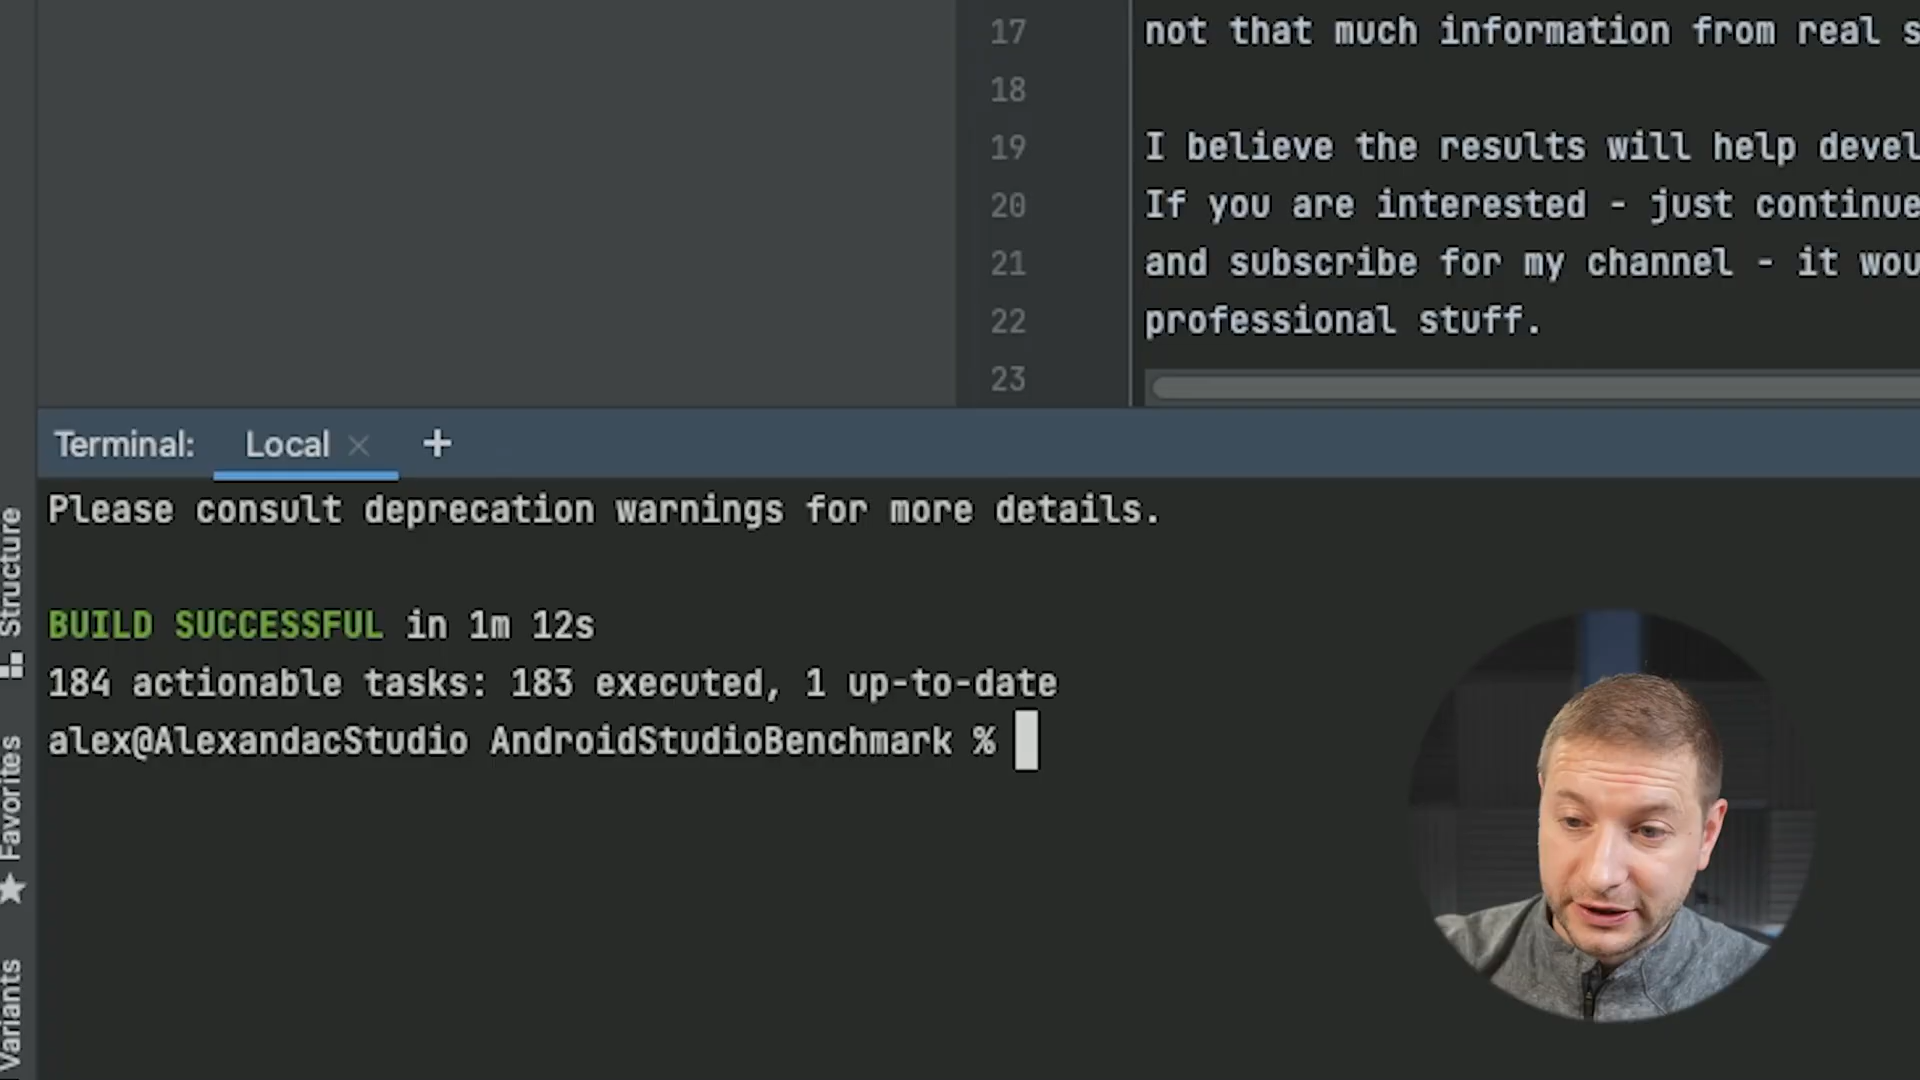 17 not that much information from real s
18
19 I believe the results will help devel
20 If you are interested - just continue
21 and subscribe for my channel - it wou
22 professional stuff.
23
Terminal: Local × +
Please consult deprecation warnings for more details.
BUILD SUCCESSFUL in 1m 12s
184 actionable tasks: 183 executed, 1 up-to-date
alex@AlexandacStudio AndroidStudioBenchmark %
Structure
Favorites
Variants